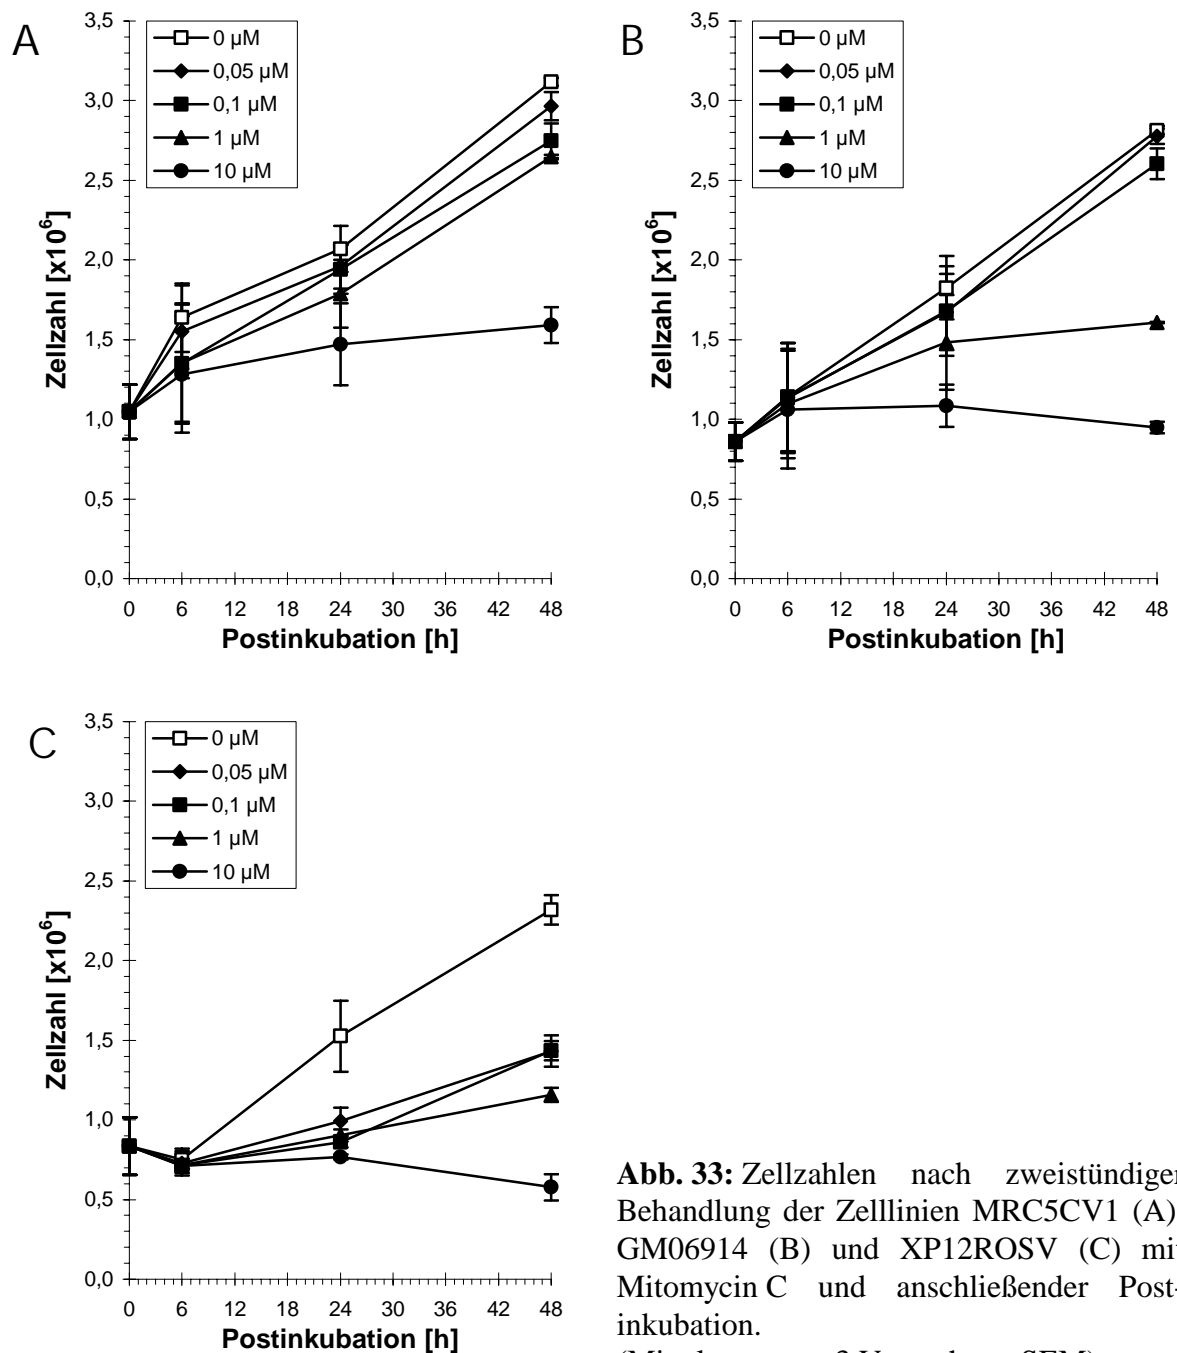 A
3,5
3,0
2,5
2,0
1,5
1,0
0,5
0,0
Zellzahl [x10⁶]
0 µM
0,05 µM
0,1 µM
1 µM
10 µM
0 6 12 18 24 30 36 42 48
Postinkubation [h]
B
3,5
3,0
2,5
2,0
1,5
1,0
0,5
0,0
Zellzahl [x10⁶]
0 µM
0,05 µM
0,1 µM
1 µM
10 µM
0 6 12 18 24 30 36 42 48
Postinkubation [h]
C
3,5
3,0
2,5
2,0
1,5
1,0
0,5
0,0
Zellzahl [x10⁶]
0 µM
0,05 µM
0,1 µM
1 µM
10 µM
0 6 12 18 24 30 36 42 48
Postinkubation [h]
Abb. 33: Zellzahlen nach zweistündiger
Behandlung der Zelllinien MRC5CV1 (A)
GM06914 (B) und XP12ROSV (C) mit
Mitomycin C und anschließender Post-
inkubation.